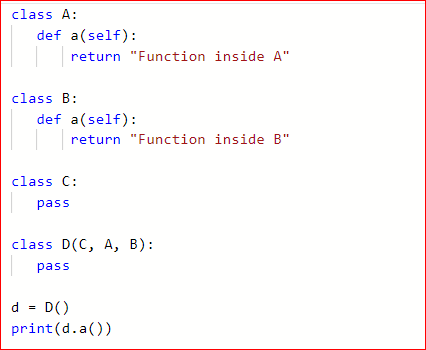 class A:
    def a(self):
        return "Function inside A"

class B:
    def a(self):
        return "Function inside B"

class C:
    pass

class D(C, A, B):
    pass

d = D()
print(d.a())